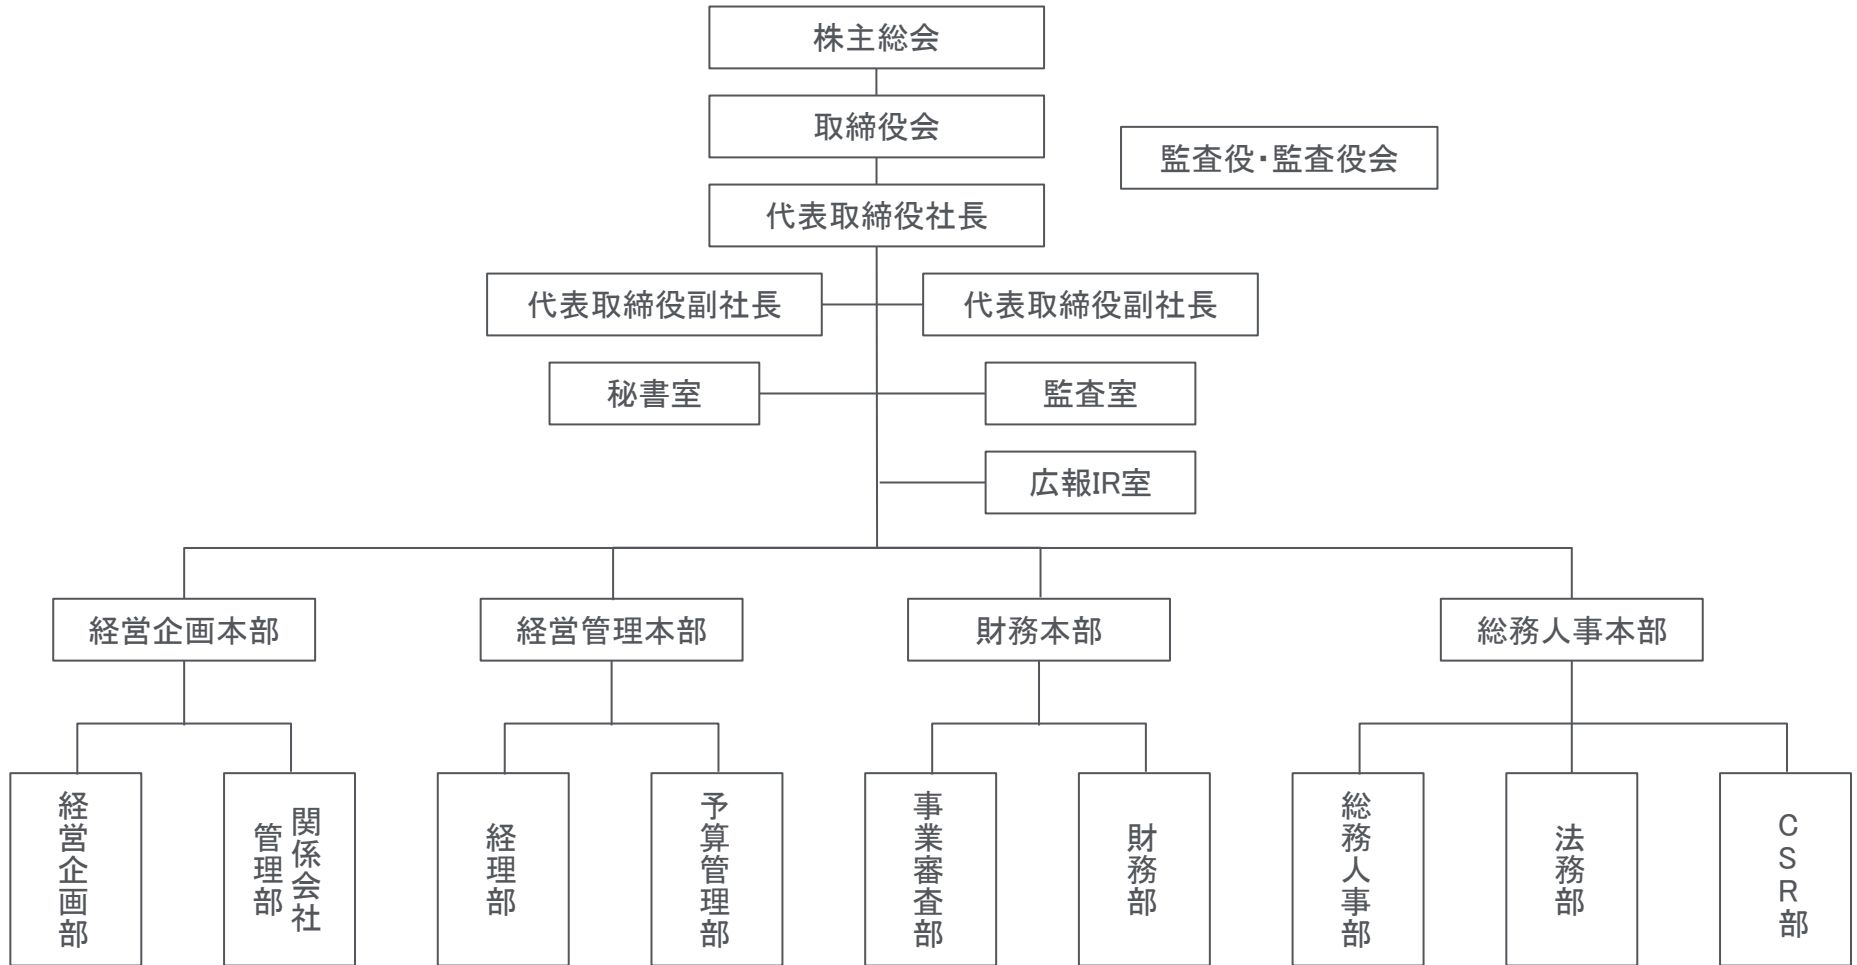 株主総会
取締役会
監査役・監査役会
代表取締役社長
代表取締役副社長
代表取締役副社長
秘書室
監査室
広報IR室
経営企画本部
経営管理本部
財務本部
総務人事本部
経営企画部
関係会社
管理部
経理部
予算管理部
事業審査部
財務部
総務人事部
法務部
CSR部